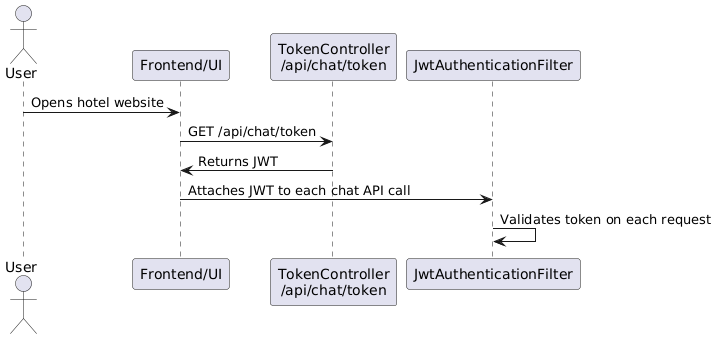 User
Frontend/UI
TokenController
/api/chat/token
JwtAuthenticationFilter
Opens hotel website
GET /api/chat/token
Returns JWT
Attaches JWT to each chat API call
Validates token on each request
User
Frontend/UI
TokenController
/api/chat/token
JwtAuthenticationFilter